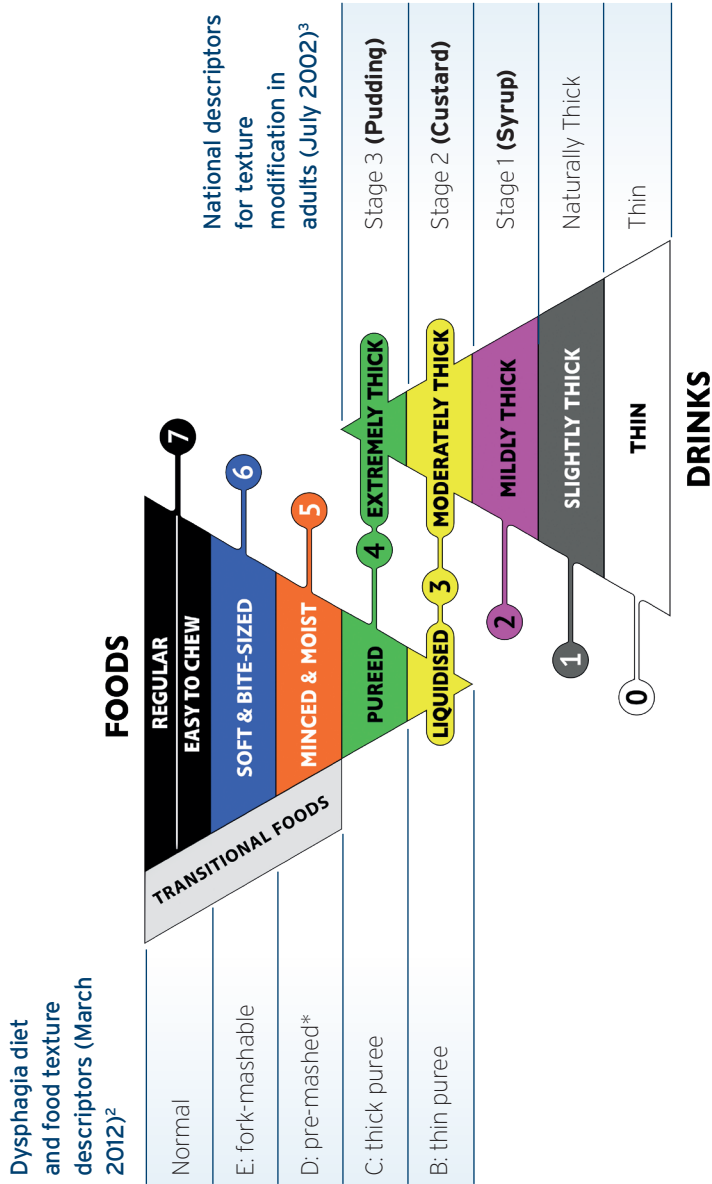 Dysphagia diet
and food texture
descriptors (March
2012)²
Normal
E: fork-mashable
D: pre-mashed*
C: thick puree
B: thin puree
FOODS
TRANSITIONAL FOODS
REGULAR
EASY TO CHEW
7
SOFT & BITE-SIZED
6
MINCED & MOIST
5
PUREED
4
EXTREMELY THICK
LIQUIDISED
3
MODERATELY THICK
2
MILDLY THICK
1
SLIGHTLY THICK
0
THIN
DRINKS
National descriptors
for texture
modification in
adults (July 2002)³
Stage 3 (Pudding)
Stage 2 (Custard)
Stage 1 (Syrup)
Naturally Thick
Thin